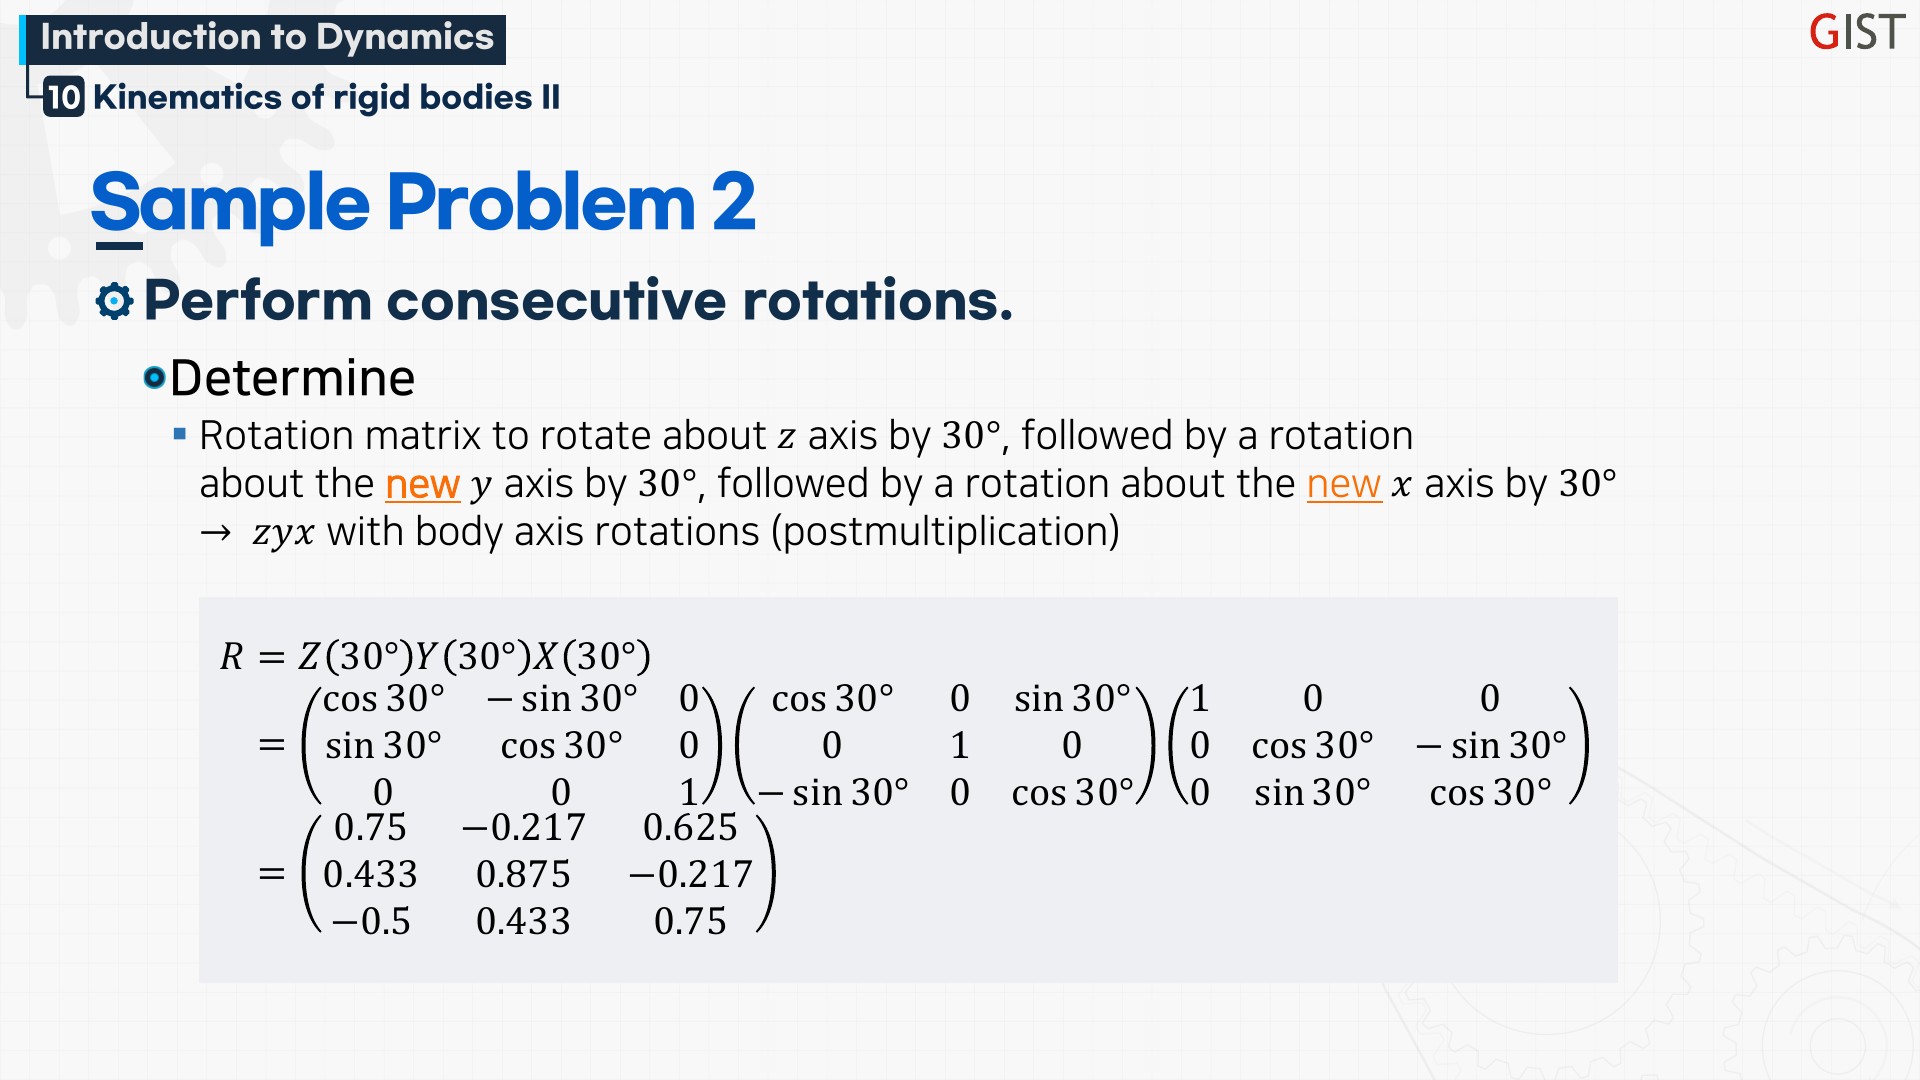 Introduction to Dynamics
GIST
10 Kinematics of rigid bodies II
Sample Problem 2
Perform consecutive rotations.
Determine
Rotation matrix to rotate about z axis by 30°, followed by a rotation
about the new y axis by 30°, followed by a rotation about the new x axis by 30°
→ zyx with body axis rotations (postmultiplication)
R = Z(30°)Y(30°)X(30°)
cos 30° − sin 30° 0 cos 30° 0 sin 30° 1 0 0
= ( sin 30° cos 30° 0 ) ( 0 1 0 ) ( 0 cos 30° − sin 30° )
0 0 1 − sin 30° 0 cos 30° 0 sin 30° cos 30°
0.75 −0.217 0.625
= ( 0.433 0.875 −0.217 )
−0.5 0.433 0.75